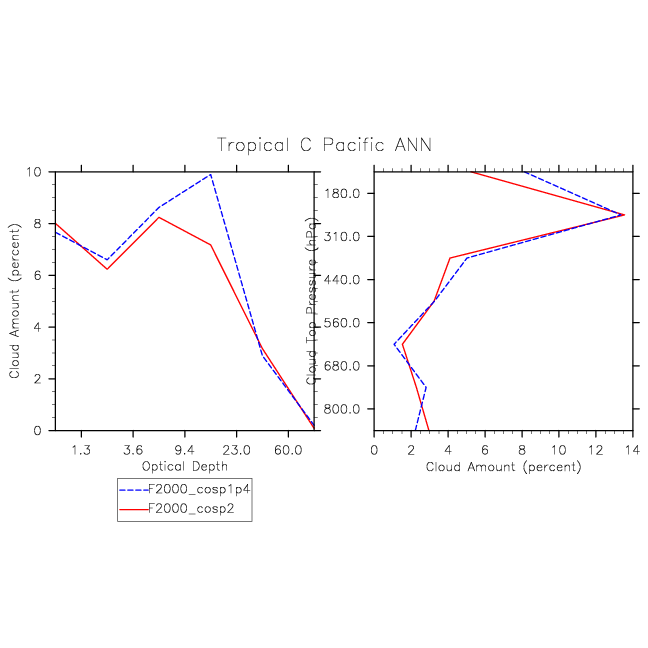 Tropical C Pacific ANN
Cloud Amount (percent)
10
8
6
4
2
0
1.3 3.6 9.4 23.0 60.0
Optical Depth
Cloud Top Pressure (hPa)
180.0
310.0
440.0
560.0
680.0
800.0
0 2 4 6 8 10 12 14
Cloud Amount (percent)
F2000_cosp1p4
F2000_cosp2